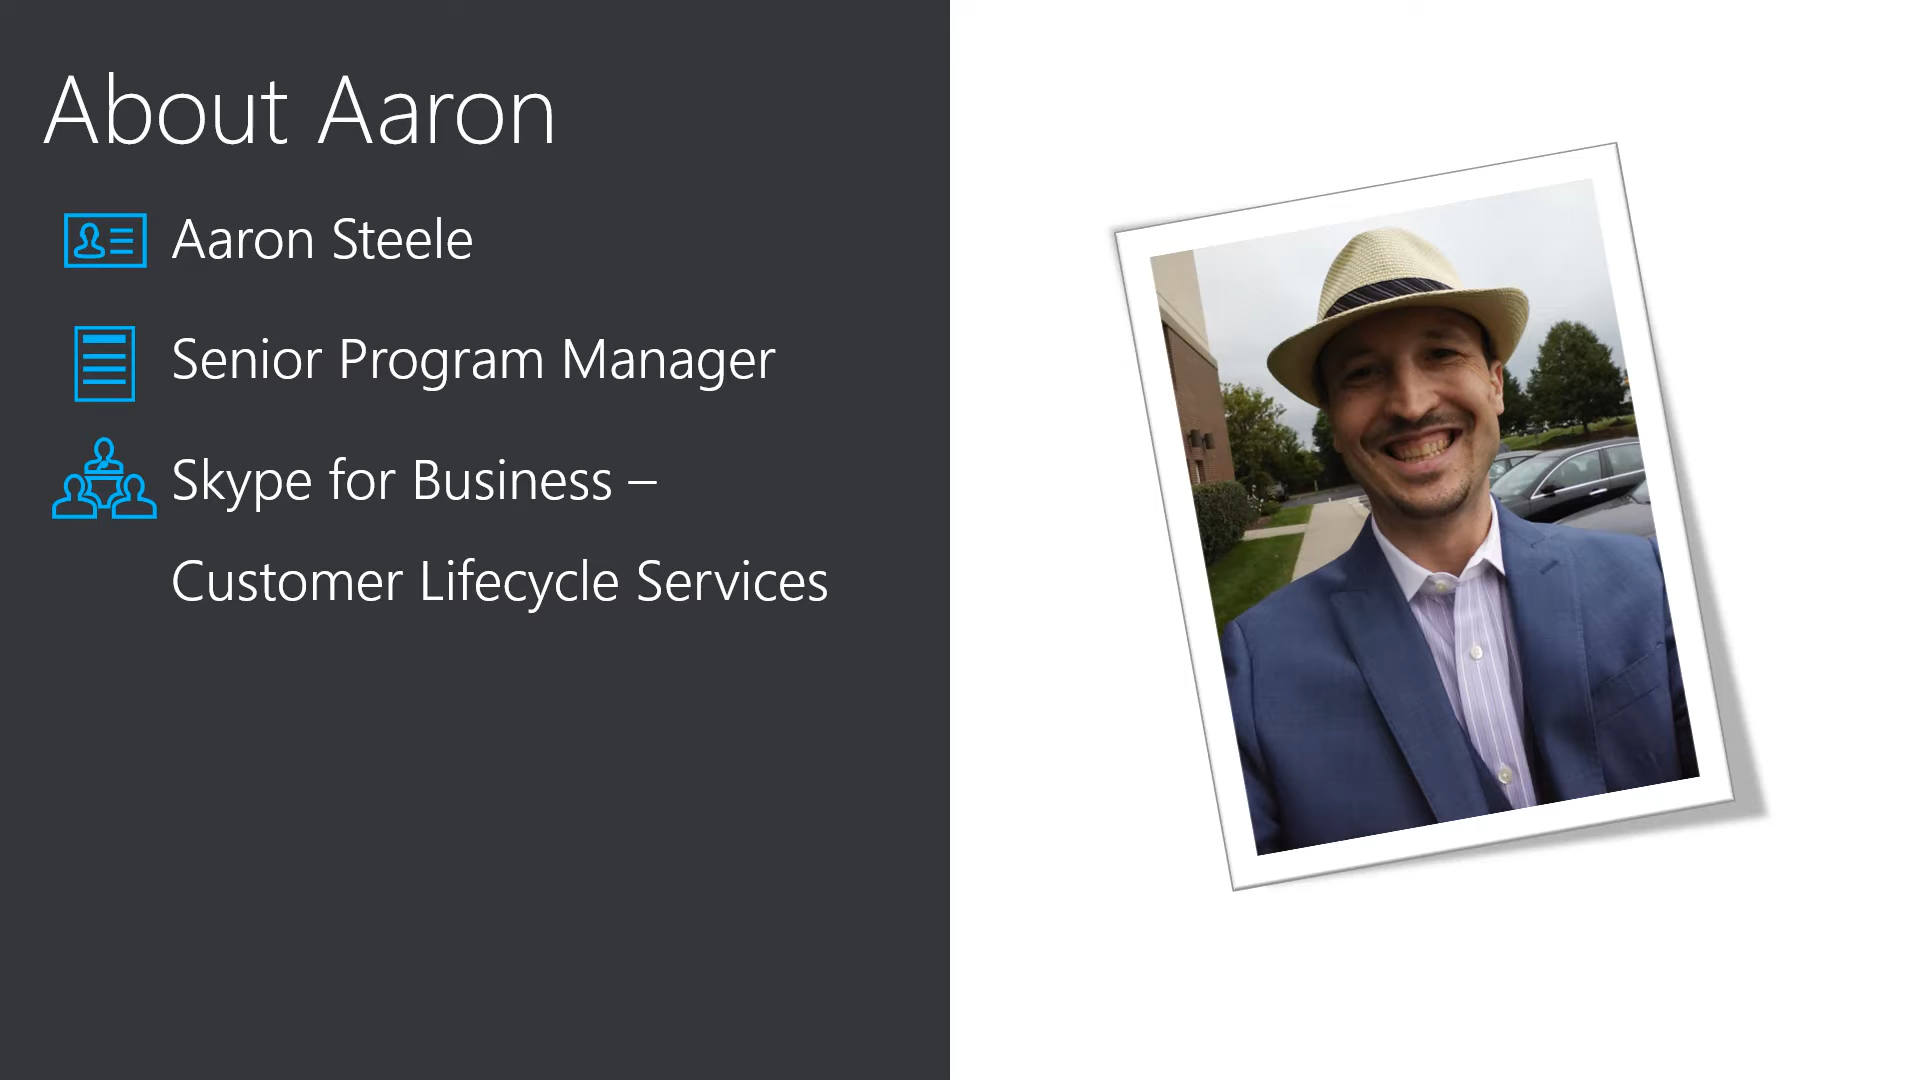 About Aaron
Aaron Steele
Senior Program Manager
Skype for Business –
Customer Lifecycle Services